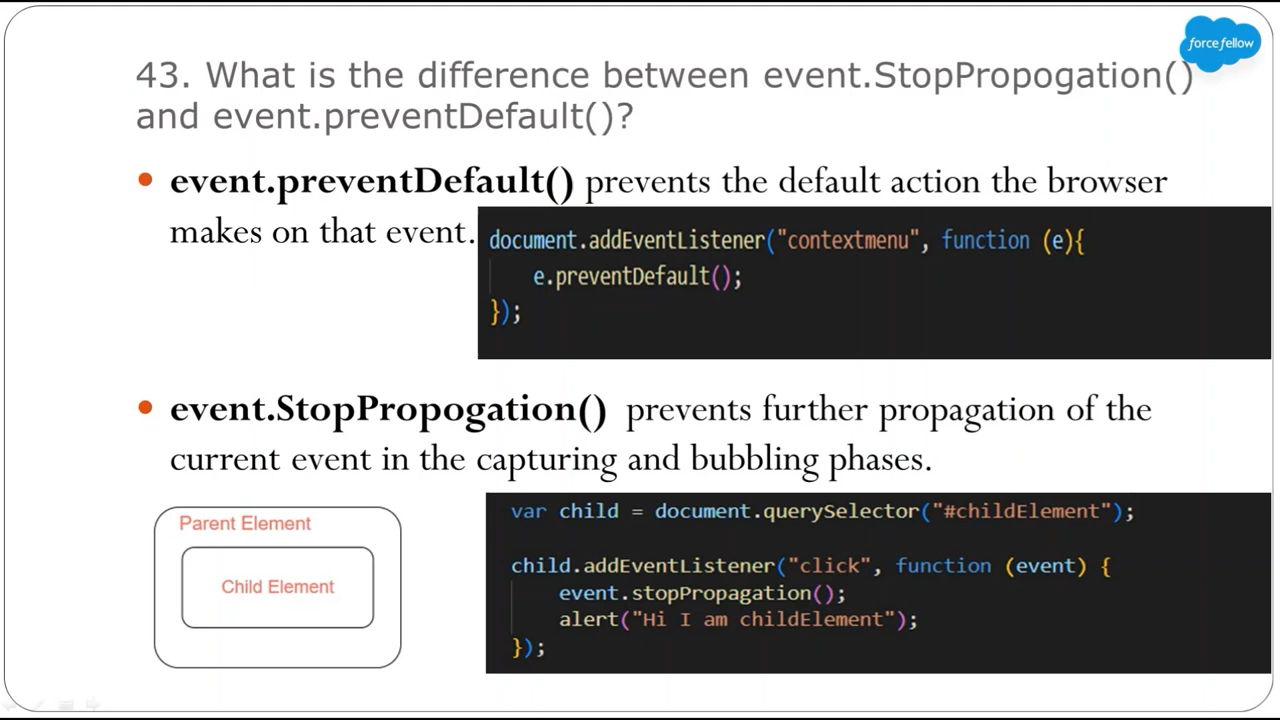 force fellow
43. What is the difference between event.StopPropogation()
and event.preventDefault()?
• event.preventDefault() prevents the default action the browser
makes on that event.
document.addEventListener("contextmenu", function (e){
e.preventDefault();
});
• event.StopPropogation() prevents further propagation of the
current event in the capturing and bubbling phases.
Parent Element
Child Element
var child = document.querySelector("#childElement");
child.addEventListener("click", function (event) {
event.stopPropagation();
alert("Hi I am childElement");
});